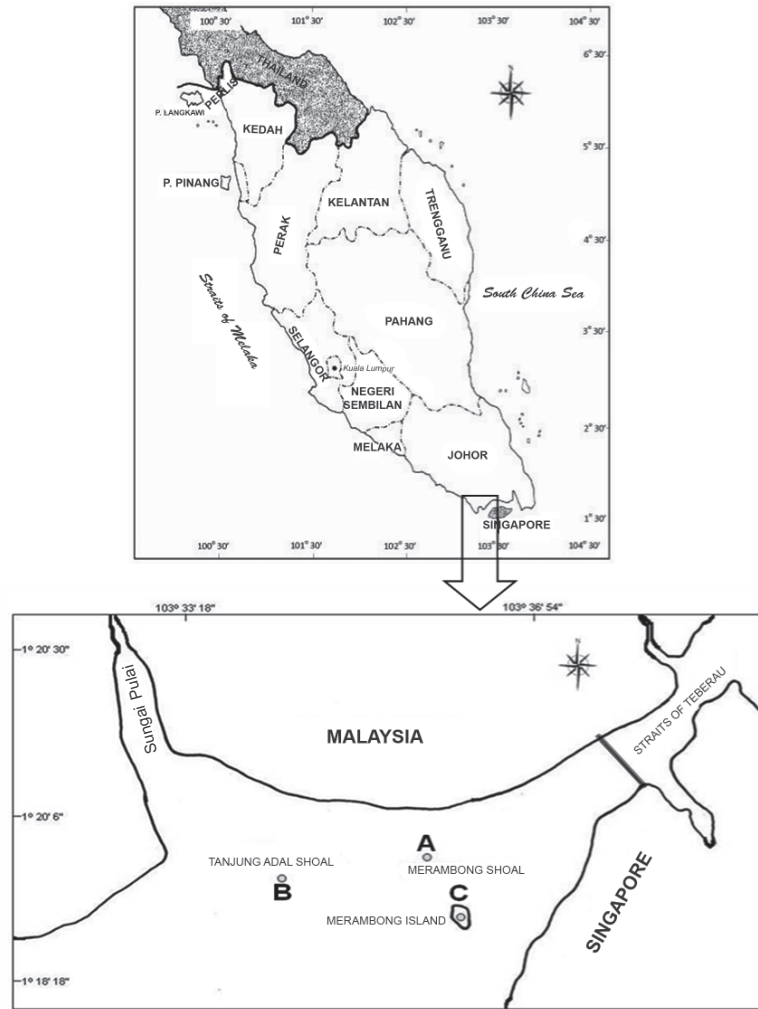 100° 30' 101° 30' 102° 30' 103° 30' 104° 30'
6° 30'
THAILAND
N
PERLIS
P. LANGKAWI
KEDAH
5° 30'
P. PINANG
KELANTAN
TRENGGANU
PERAK
4° 30'
Straits of Melaka
South China Sea
PAHANG
3° 30'
SELANGOR
Kuala Lumpur
NEGERI
SEMBILAN
2° 30'
MELAKA
JOHOR
1° 30'
SINGAPORE
100° 30' 101° 30' 102° 30' 103° 30' 104° 30'
103° 33' 18" 103° 36' 54"
1° 20' 30"
N
Sungai Pulai
STRAITS OF TEBERAU
MALAYSIA
1° 20' 6"
A
TANJUNG ADAL SHOAL
MERAMBONG SHOAL
B
C
MERAMBONG ISLAND
SINGAPORE
1° 18' 18"